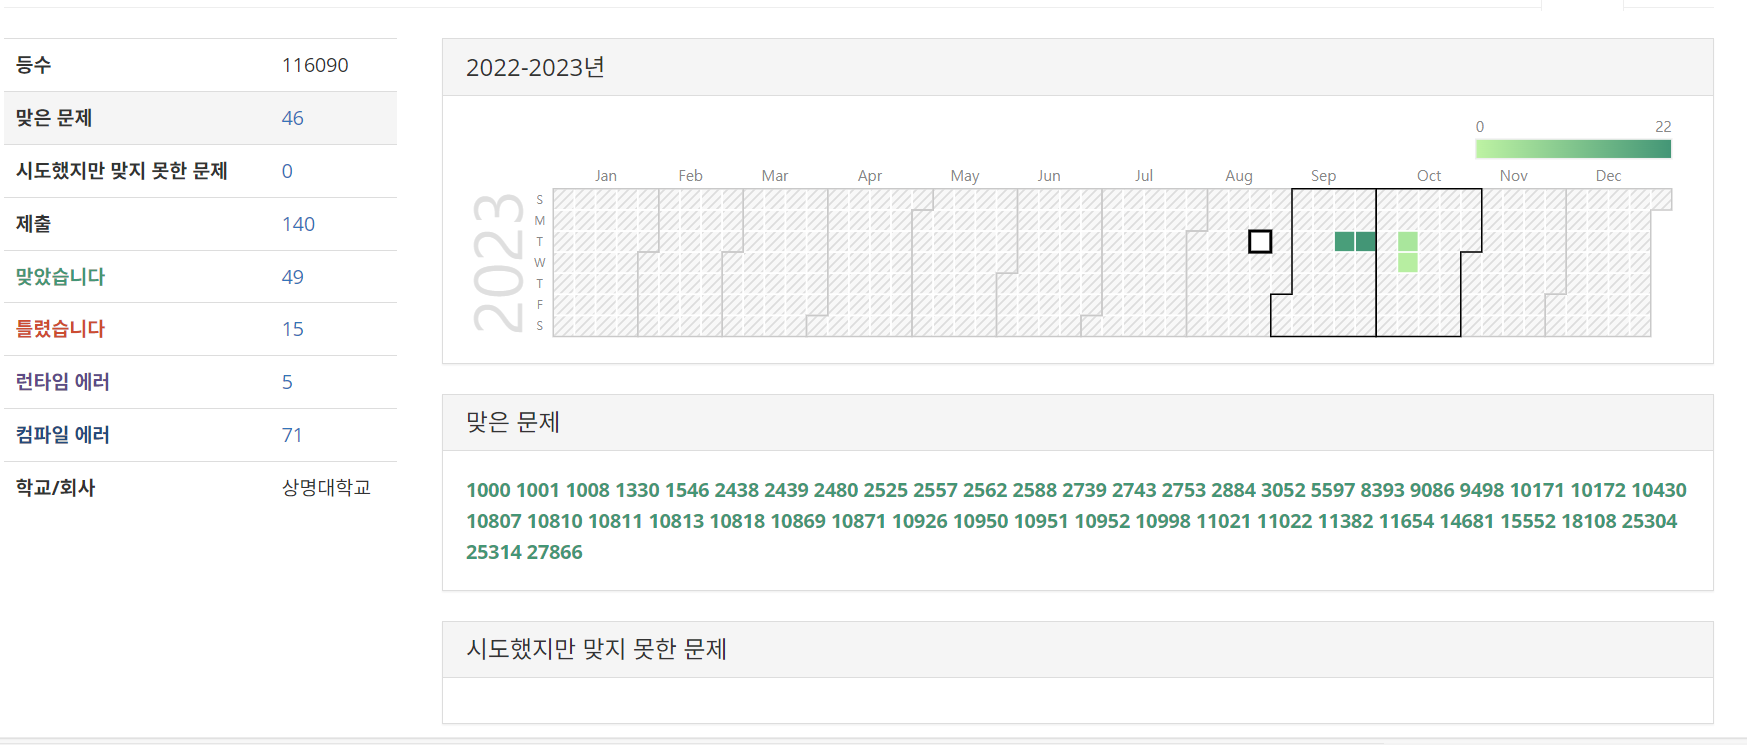 등수 116090
맞은 문제 46
시도했지만 맞지 못한 문제 0
제출 140
맞았습니다 49
틀렸습니다 15
런타임 에러 5
컴파일 에러 71
학교/회사 상명대학교
2022-2023년
0 22
Jan Feb Mar Apr May Jun Jul Aug Sep Oct Nov Dec
2023
S
M
T
W
T
F
S
맞은 문제
1000 1001 1008 1330 1546 2438 2439 2480 2525 2557 2562 2588 2739 2743 2753 2884 3052 5597 8393 9086 9498 10171 10172 10430
10807 10810 10811 10813 10818 10869 10871 10926 10950 10951 10952 10998 11021 11022 11382 11654 14681 15552 18108 25304
25314 27866
시도했지만 맞지 못한 문제